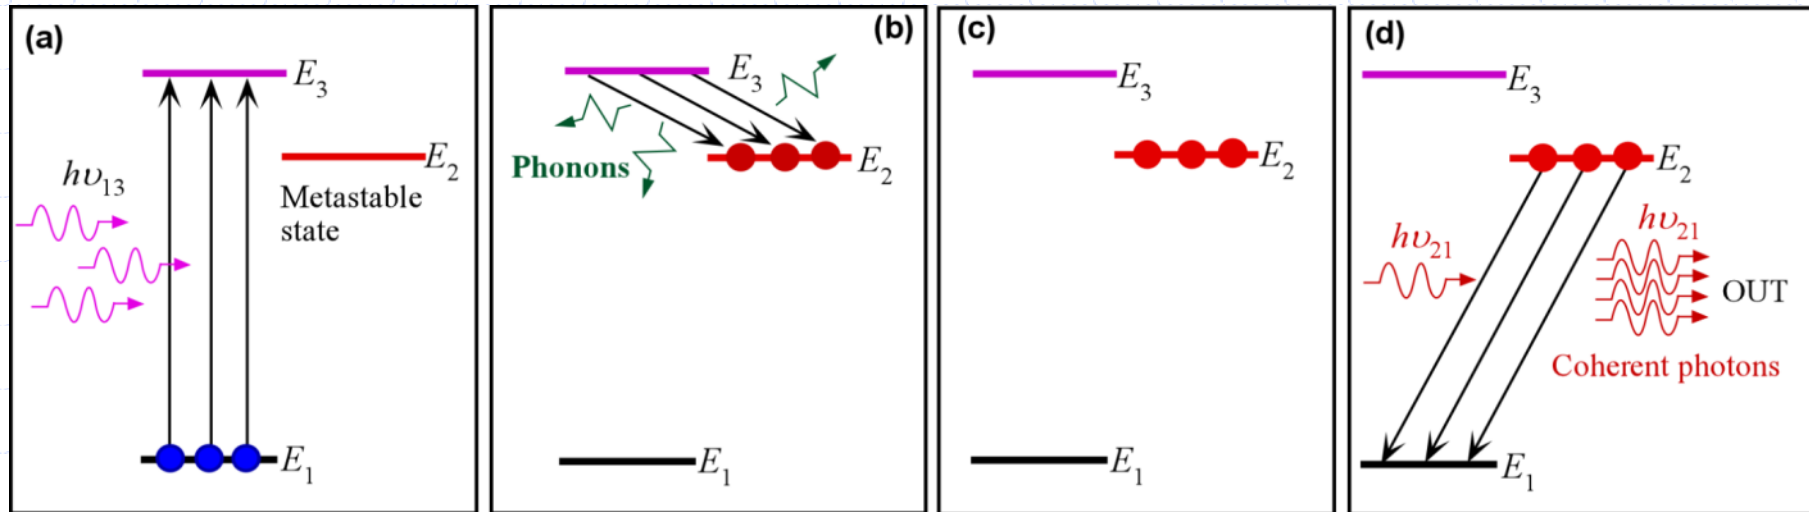 (a)
E₃
E₂
hυ₁₃
Metastable
state
E₁
(b)
E₃
Phonons
E₂
E₁
(c)
E₃
E₂
E₁
(d)
E₃
E₂
hυ₂₁
hυ₂₁
OUT
Coherent photons
E₁